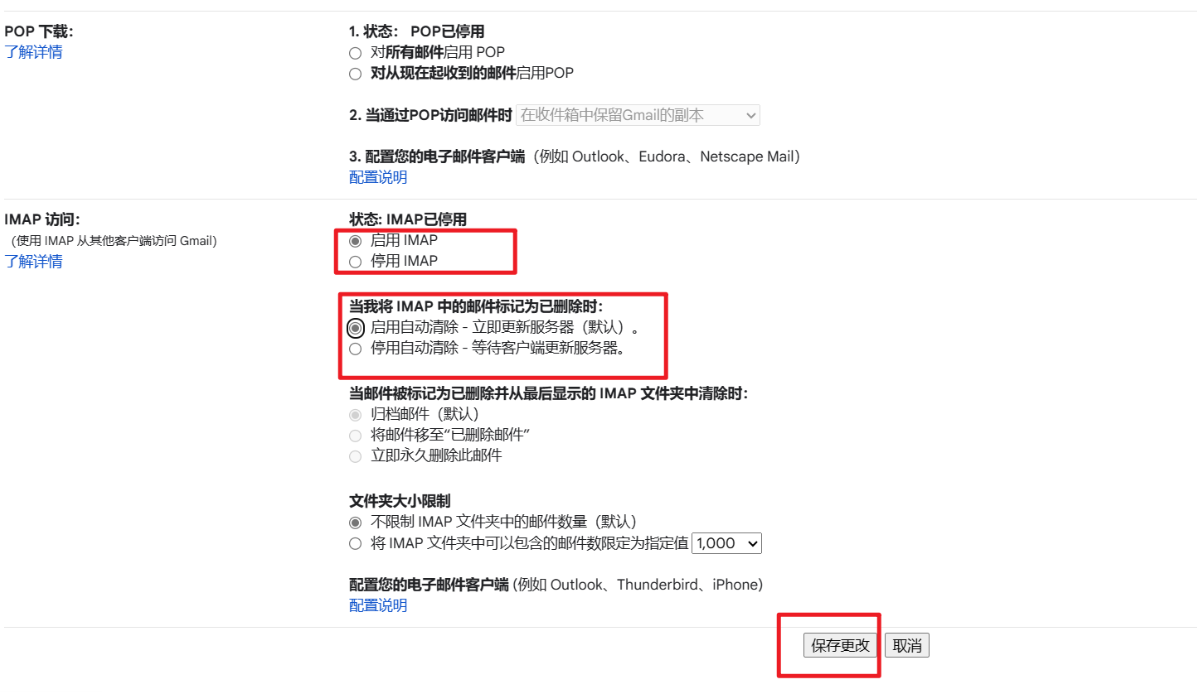 POP 下载：
了解详情
1. 状态： POP已停用
对所有邮件启用 POP
对从现在起收到的邮件启用POP
2. 当通过POP访问邮件时 在收件箱中保留Gmail的副本
3. 配置您的电子邮件客户端（例如 Outlook、Eudora、Netscape Mail）
配置说明
IMAP 访问：
（使用 IMAP 从其他客户端访问 Gmail）
了解详情
状态: IMAP已停用
启用 IMAP
停用 IMAP
当我将 IMAP 中的邮件标记为已删除时：
启用自动清除 - 立即更新服务器（默认）。
停用自动清除 - 等待客户端更新服务器。
当邮件被标记为已删除并从最后显示的 IMAP 文件夹中清除时：
归档邮件（默认）
将邮件移至“已删除邮件”
立即永久删除此邮件
文件夹大小限制
不限制 IMAP 文件夹中的邮件数量（默认）
将 IMAP 文件夹中可以包含的邮件数限定为指定值 1,000
配置您的电子邮件客户端 (例如 Outlook、Thunderbird、iPhone)
配置说明
保存更改 取消